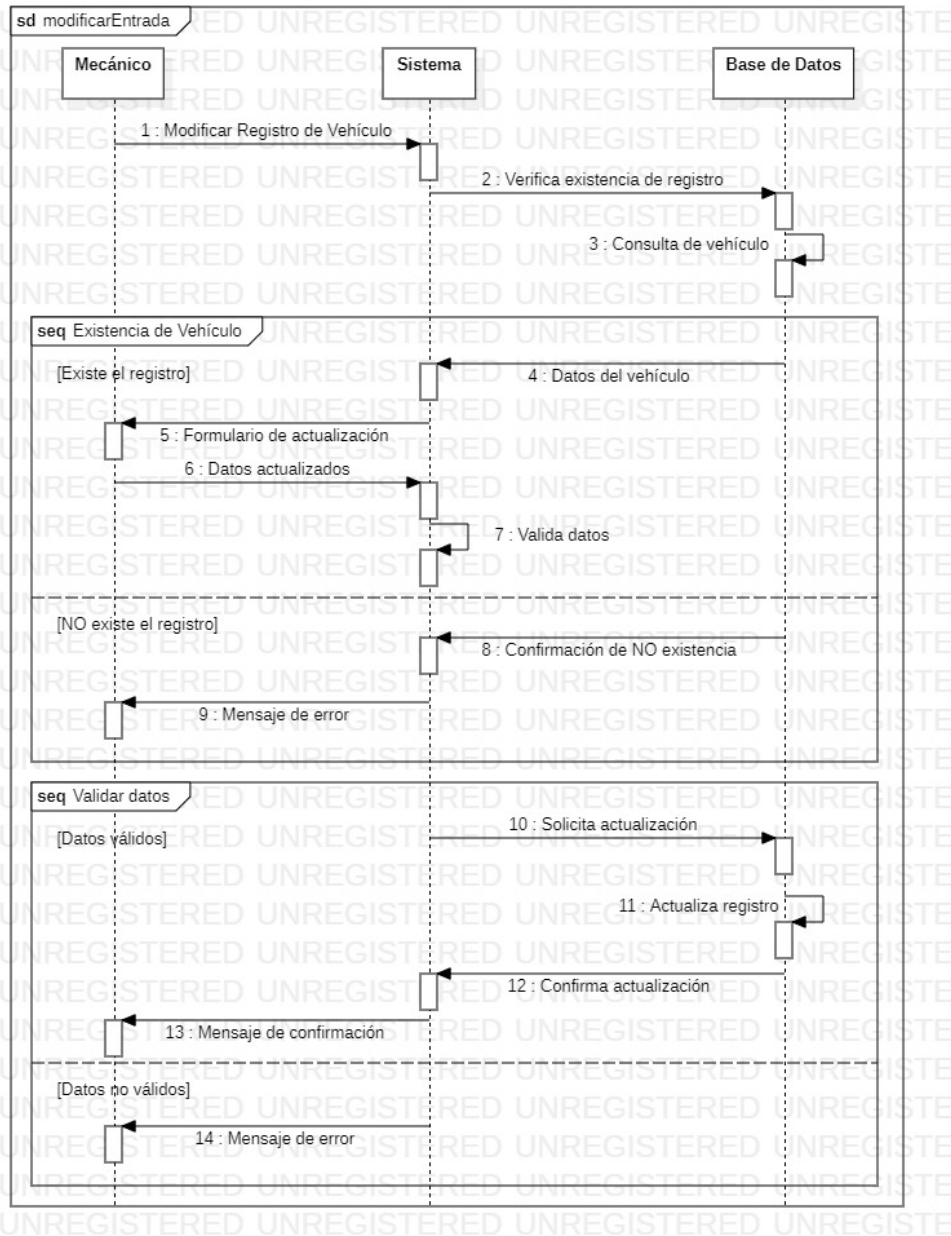 sd modificarEntrada
Mecánico
Sistema
Base de Datos
1 : Modificar Registro de Vehículo
2 : Verifica existencia de registro
3 : Consulta de vehículo
seq Existencia de Vehículo
[Existe el registro]
4 : Datos del vehículo
5 : Formulario de actualización
6 : Datos actualizados
7 : Valida datos
[NO existe el registro]
8 : Confirmación de NO existencia
9 : Mensaje de error
seq Validar datos
[Datos válidos]
10 : Solicita actualización
11 : Actualiza registro
12 : Confirma actualización
13 : Mensaje de confirmación
[Datos no válidos]
14 : Mensaje de error
UNREGISTERED